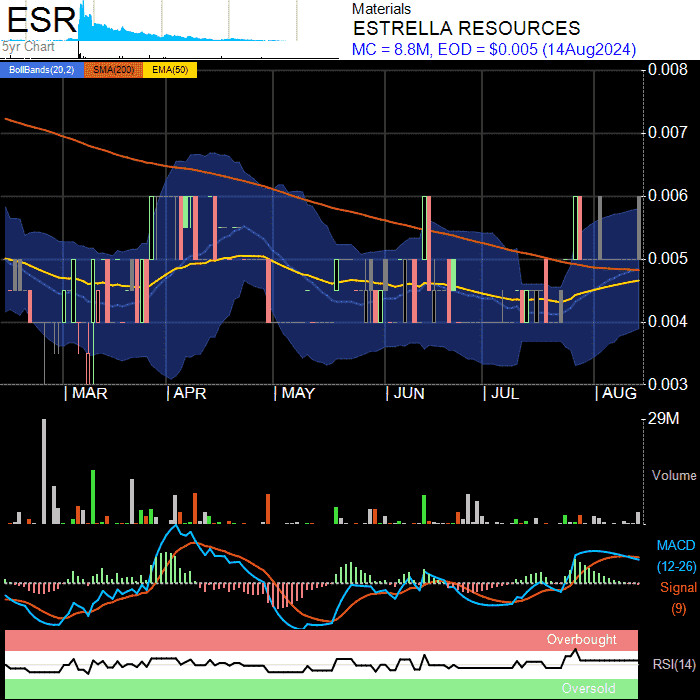 ESR
5yr Chart
Materials
ESTRELLA RESOURCES
MC = 8.8M, EOD = $0.005 (14Aug2024)
BollBands(20,2) SMA(200) EMA(50)
0.008
0.007
0.006
0.005
0.004
0.003
| MAR | APR | MAY | JUN | JUL | AUG
29M
Volume
MACD
(12-26)
Signal
(9)
Overbought
RSI(14)
Oversold